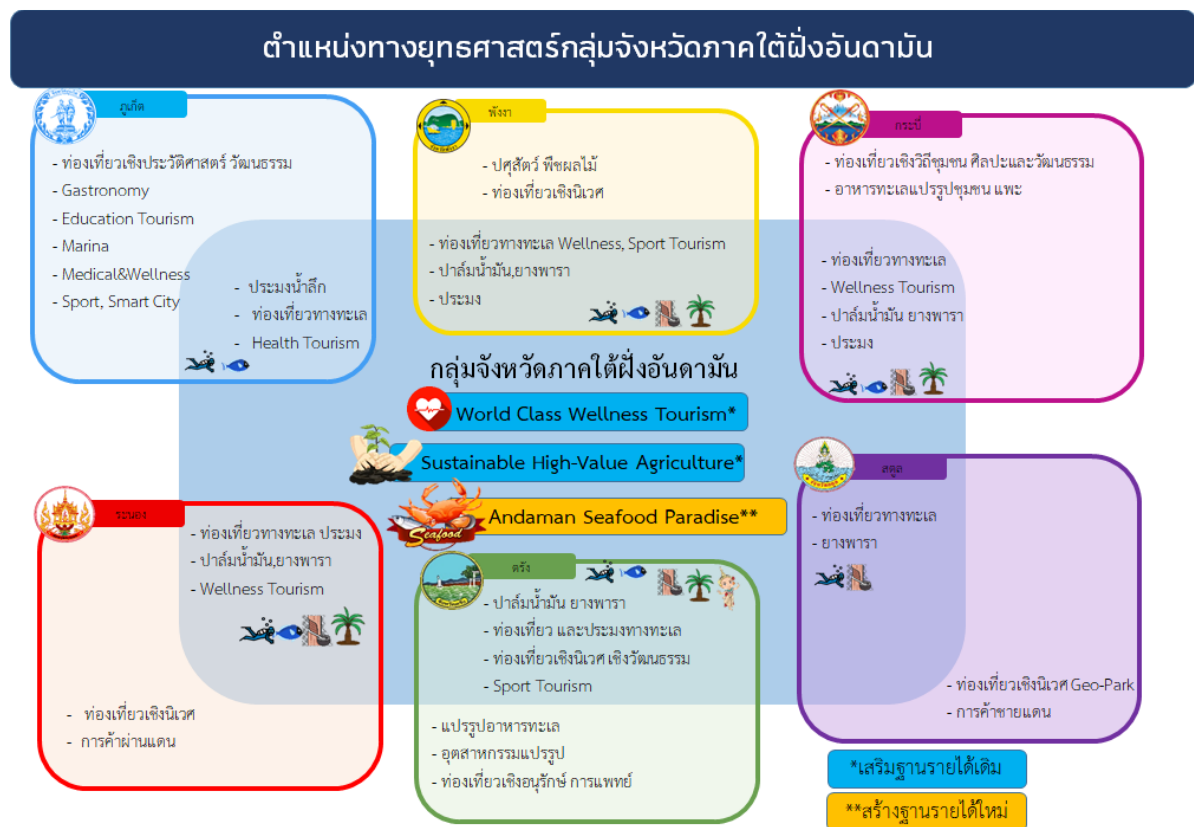 ตำแหน่งทางยุทธศาสตร์กลุ่มจังหวัดภาคใต้ฝั่งอันดามัน
ภูเก็ต
- ท่องเที่ยวเชิงประวัติศาสตร์ วัฒนธรรม
- Gastronomy
- Education Tourism
- Marina
- Medical&Wellness
- Sport, Smart City
- ประมงน้ำลึก
- ท่องเที่ยวทางทะเล
- Health Tourism
พังงา
- ปศุสัตว์ พืชผลไม้
- ท่องเที่ยวเชิงนิเวศ
- ท่องเที่ยวทางทะเล Wellness, Sport Tourism
- ปาล์มน้ำมัน,ยางพารา
- ประมง
กระบี่
- ท่องเที่ยวเชิงวิถีชุมชน ศิลปะและวัฒนธรรม
- อาหารทะเลแปรรูปชุมชน แพะ
- ท่องเที่ยวทางทะเล
- Wellness Tourism
- ปาล์มน้ำมัน ยางพารา
- ประมง
กลุ่มจังหวัดภาคใต้ฝั่งอันดามัน
World Class Wellness Tourism*
Sustainable High-Value Agriculture*
Seafood
Andaman Seafood Paradise**
ระนอง
- ท่องเที่ยวทางทะเล ประมง
- ปาล์มน้ำมัน,ยางพารา
- Wellness Tourism
- ท่องเที่ยวเชิงนิเวศ
- การค้าผ่านแดน
ตรัง
- ปาล์มน้ำมัน ยางพารา
- ท่องเที่ยว และประมงทางทะเล
- ท่องเที่ยวเชิงนิเวศ เชิงวัฒนธรรม
- Sport Tourism
- แปรรูปอาหารทะเล
- อุตสาหกรรมแปรรูป
- ท่องเที่ยวเชิงอนุรักษ์ การแพทย์
สตูล
- ท่องเที่ยวทางทะเล
- ยางพารา
- ท่องเที่ยวเชิงนิเวศ Geo-Park
- การค้าชายแดน
*เสริมฐานรายได้เดิม
**สร้างฐานรายได้ใหม่